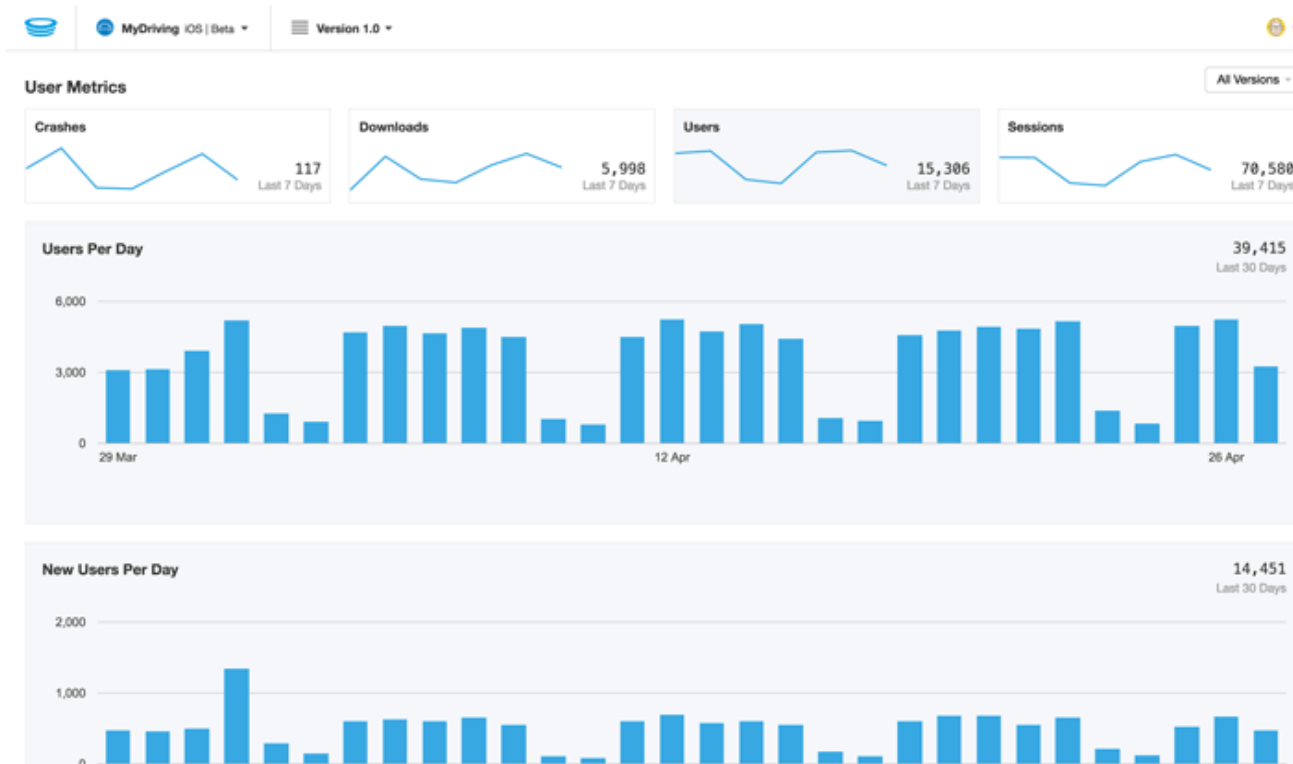 MyDriving iOS | Beta
Version 1.0
User Metrics
All Versions
Crashes
117
Last 7 Days
Downloads
5,998
Last 7 Days
Users
15,306
Last 7 Days
Sessions
70,580
Last 7 Days
Users Per Day
39,415
Last 30 Days
6,000
3,000
0
29 Mar
12 Apr
26 Apr
New Users Per Day
14,451
Last 30 Days
2,000
1,000
0